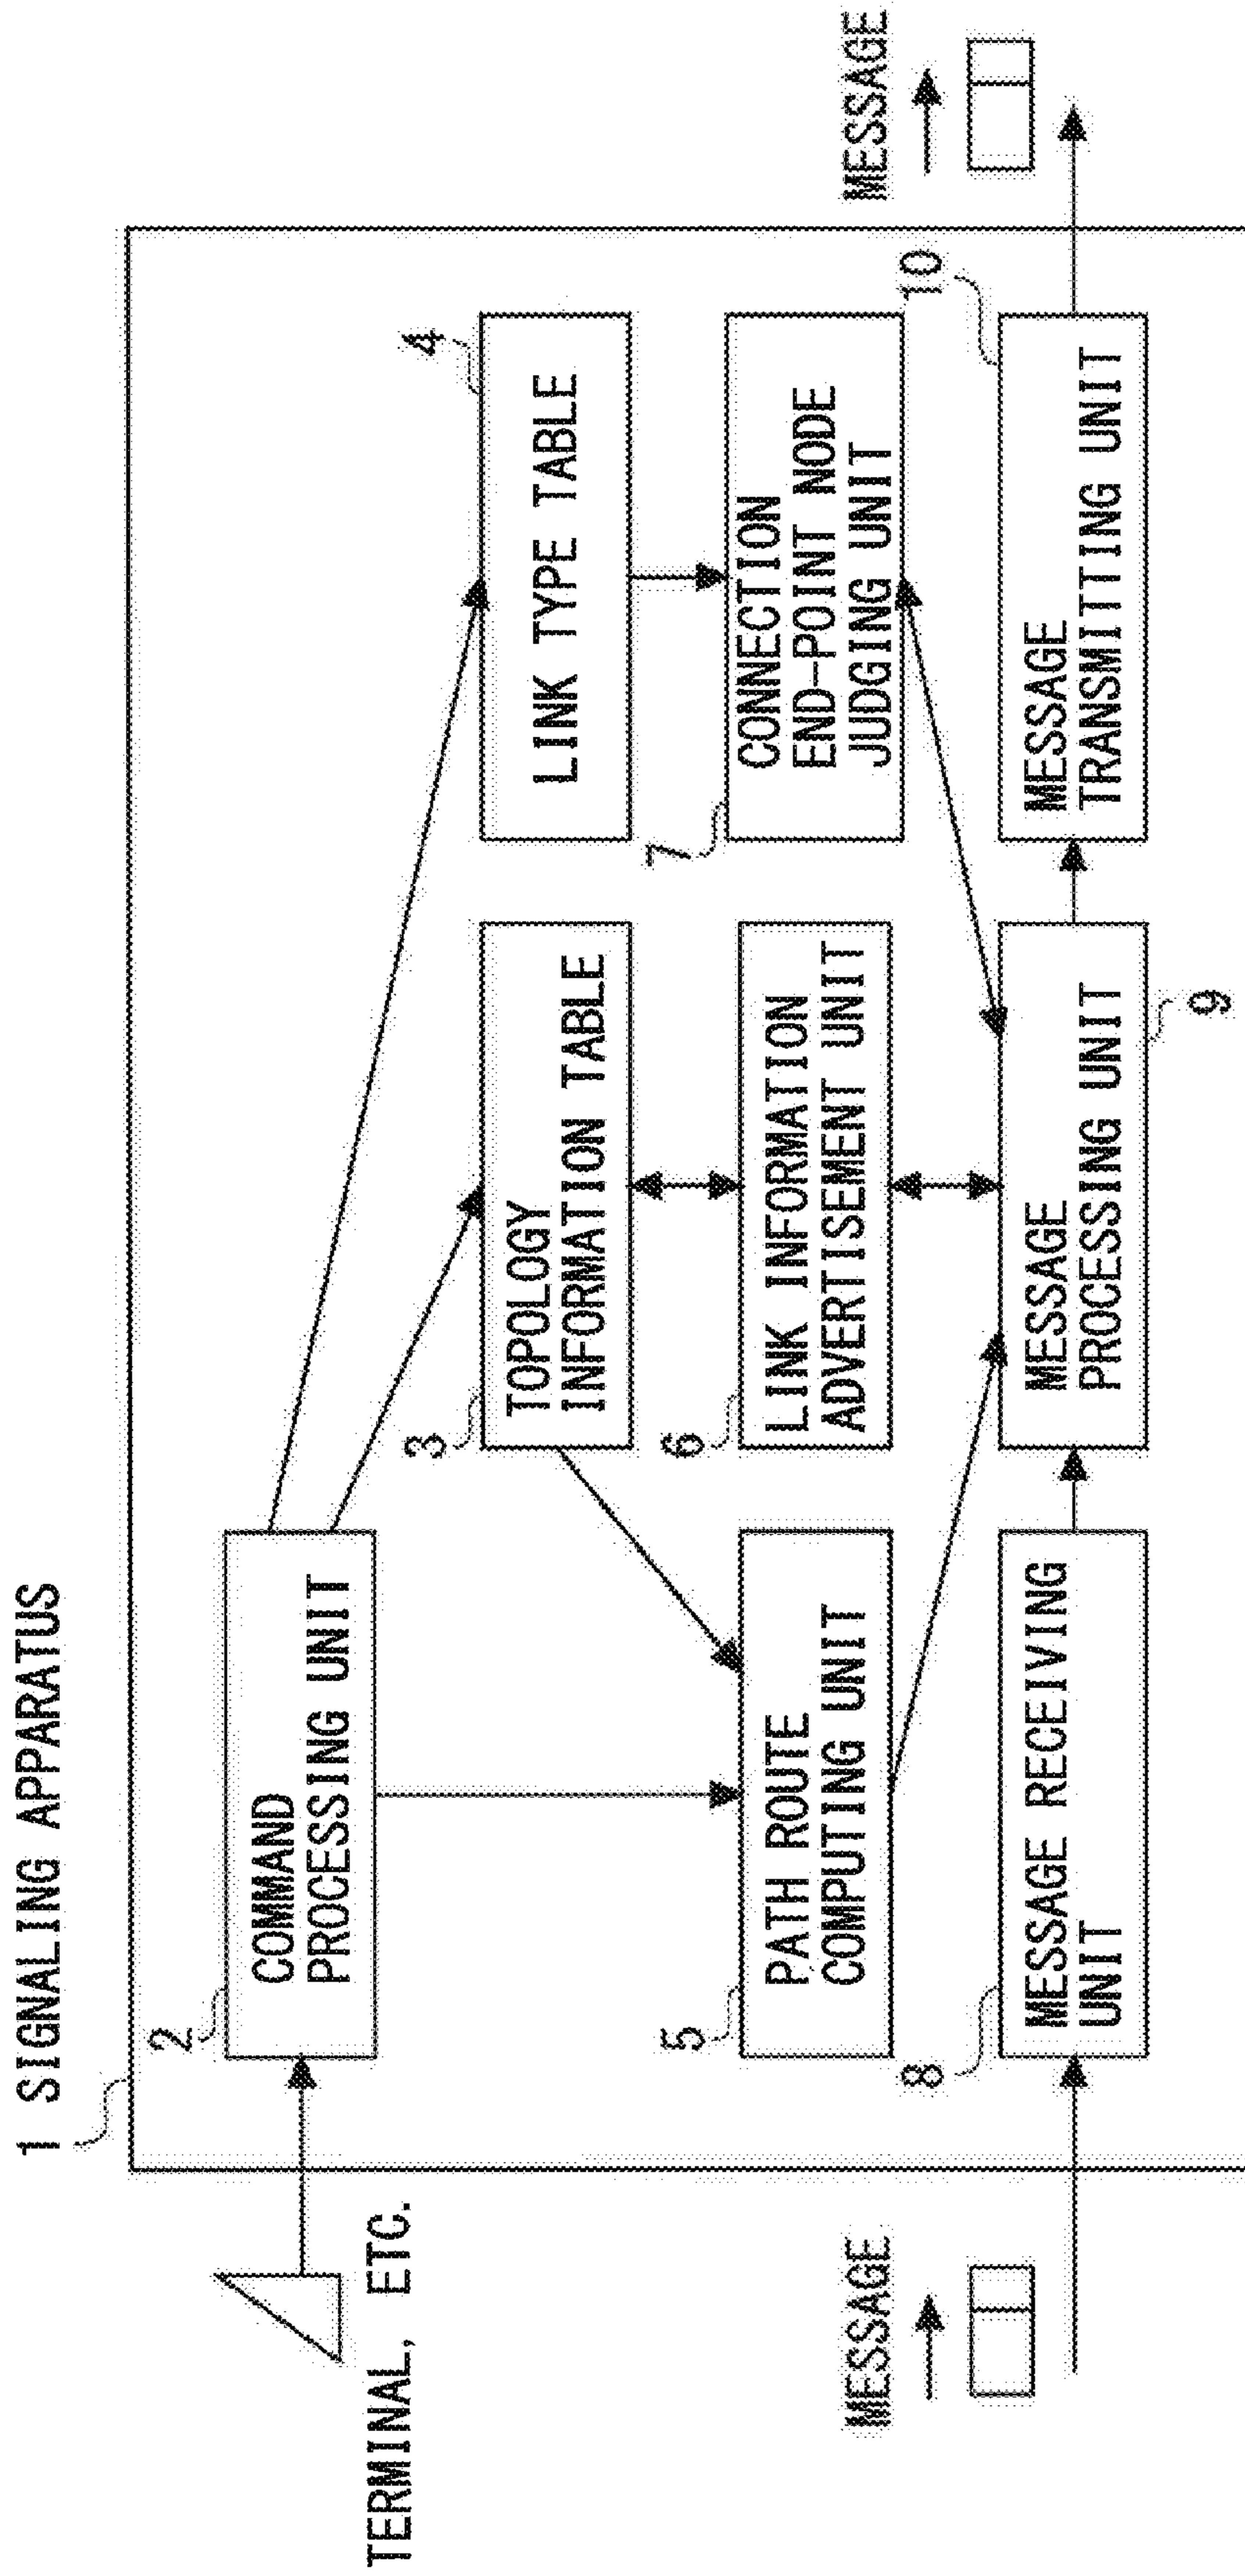 1 SIGNALING APPARATUS
TERMINAL, ETC.
2
COMMAND
PROCESSING UNIT
3
TOPOLOGY
INFORMATION TABLE
4
LINK TYPE TABLE
5
PATH ROUTE
COMPUTING UNIT
6
LINK INFORMATION
ADVERTISEMENT UNIT
7
CONNECTION
END-POINT NODE
JUDGING UNIT
MESSAGE
8
MESSAGE RECEIVING
UNIT
MESSAGE
PROCESSING UNIT
9
10
MESSAGE
TRANSMITTING UNIT
MESSAGE